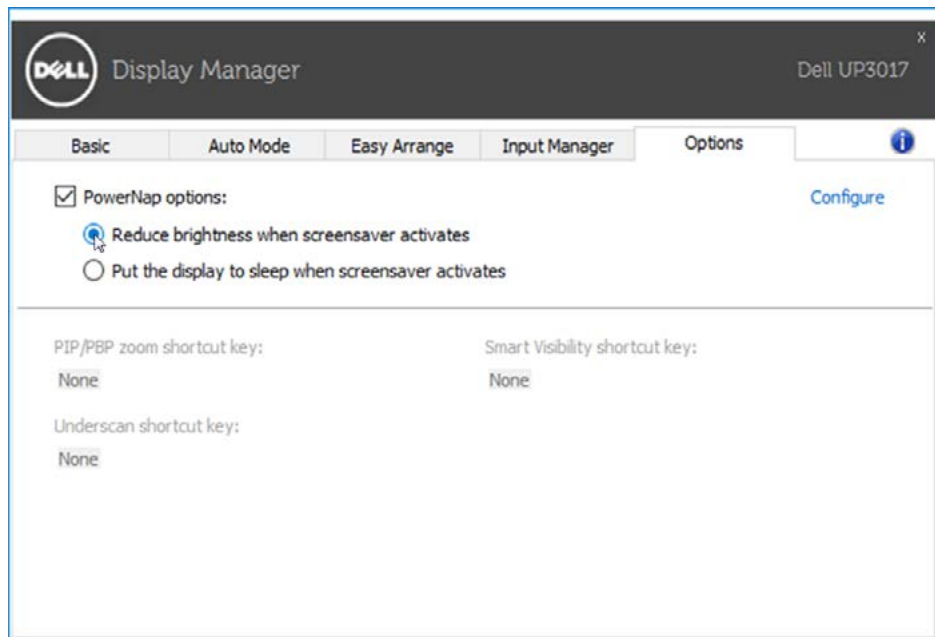 x
DELL Display Manager Dell UP3017
Basic Auto Mode Easy Arrange Input Manager Options i
PowerNap options: Configure
Reduce brightness when screensaver activates
Put the display to sleep when screensaver activates
PIP/PBP zoom shortcut key: Smart Visibility shortcut key:
None None
Underscan shortcut key:
None